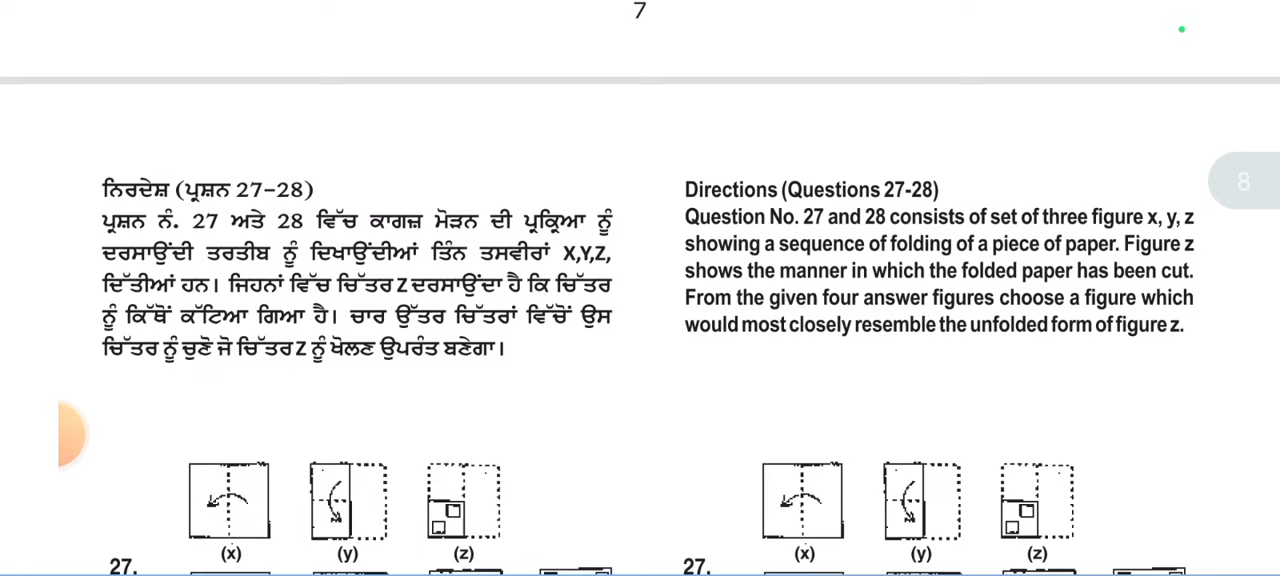 7
8
ਨਿਰਦੇਸ਼ (ਪ੍ਰਸ਼ਨ 27-28)
ਪ੍ਰਸ਼ਨ ਨੰ. 27 ਅਤੇ 28 ਵਿੱਚ ਕਾਗਜ਼ ਮੋੜਨ ਦੀ ਪ੍ਰਕ੍ਰਿਆ ਨੂੰ
ਦਰਸਾਉਂਦੀ ਤਰਤੀਬ ਨੂੰ ਦਿਖਾਉਂਦੀਆਂ ਤਿੰਨ ਤਸਵੀਰਾਂ X,Y,Z,
ਦਿੱਤੀਆਂ ਹਨ। ਜਿਹਨਾਂ ਵਿੱਚ ਚਿੱਤਰ Z ਦਰਸਾਉਂਦਾ ਹੈ ਕਿ ਚਿੱਤਰ
ਨੂੰ ਕਿੱਥੋਂ ਕੱਟਿਆ ਗਿਆ ਹੈ। ਚਾਰ ਉੱਤਰ ਚਿੱਤਰਾਂ ਵਿੱਚੋਂ ਉਸ
ਚਿੱਤਰ ਨੂੰ ਚੁਣੋ ਜੋ ਚਿੱਤਰ Z ਨੂੰ ਖੋਲਣ ਉਪਰੰਤ ਬਣੇਗਾ।
(x) (y) (z)
27.
Directions (Questions 27-28)
Question No. 27 and 28 consists of set of three figure x, y, z
showing a sequence of folding of a piece of paper. Figure z
shows the manner in which the folded paper has been cut.
From the given four answer figures choose a figure which
would most closely resemble the unfolded form of figure z.
(x) (y) (z)
27.